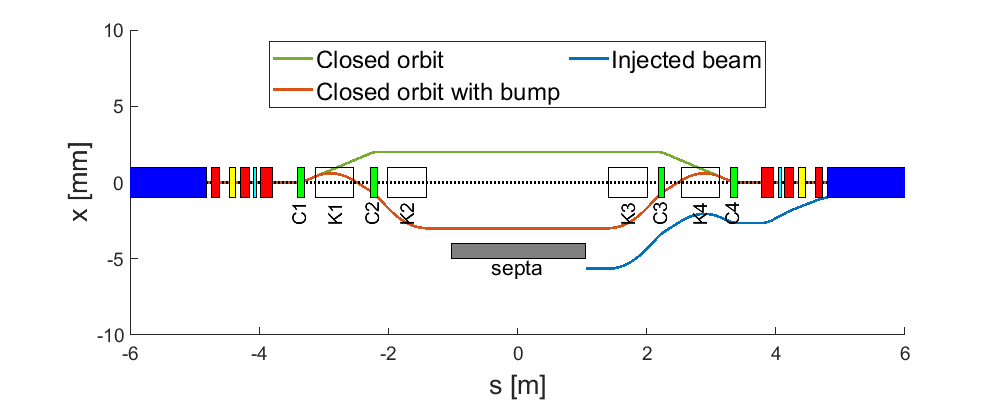 10
5
0
-5
-10
x [mm]
Closed orbit
Injected beam
Closed orbit with bump
C1
K1
C2
K2
K3
C3
K4
C4
septa
-6
-4
-2
0
2
4
6
s [m]